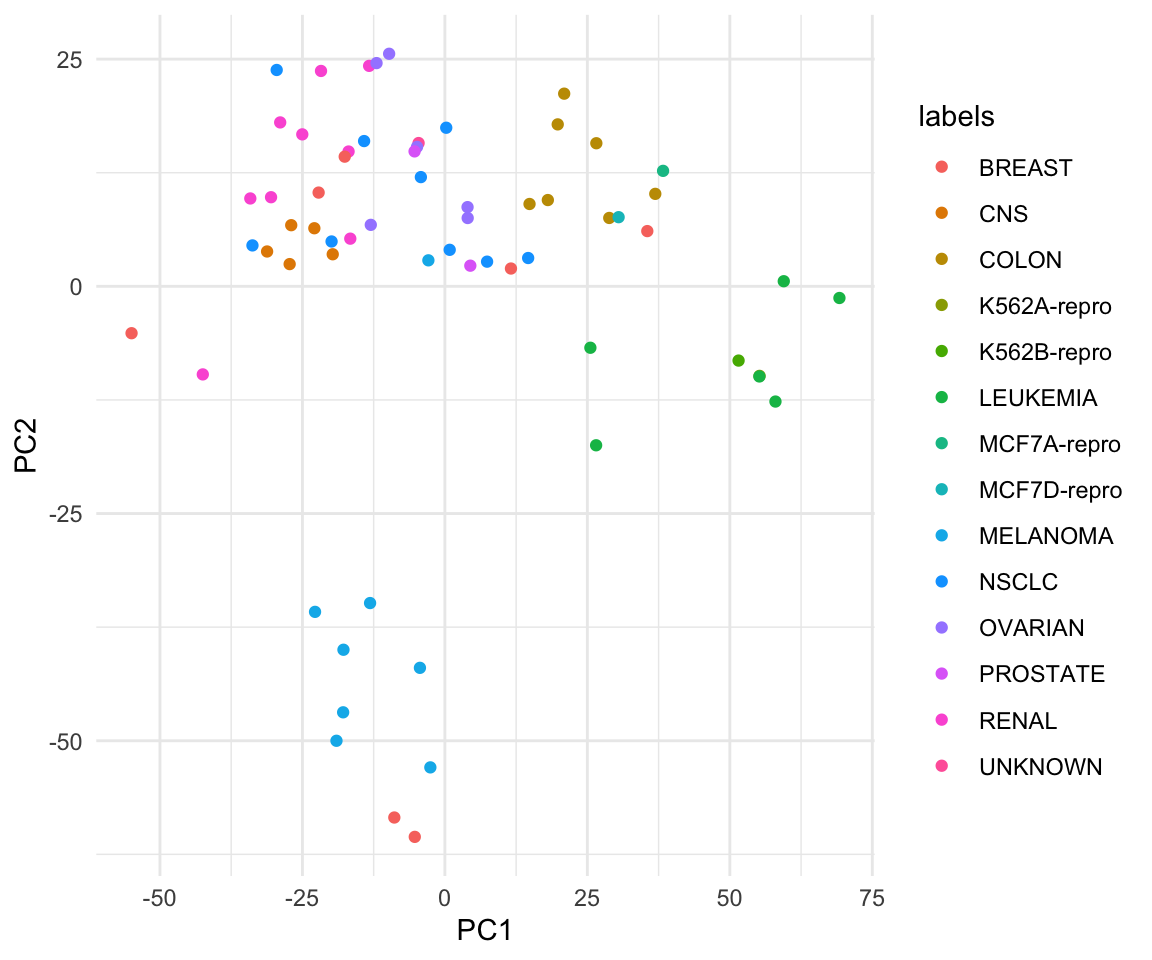 25
0
-25
-50
PC2
-50
-25
0
25
50
75
PC1
labels
BREAST
CNS
COLON
K562A-repro
K562B-repro
LEUKEMIA
MCF7A-repro
MCF7D-repro
MELANOMA
NSCLC
OVARIAN
PROSTATE
RENAL
UNKNOWN